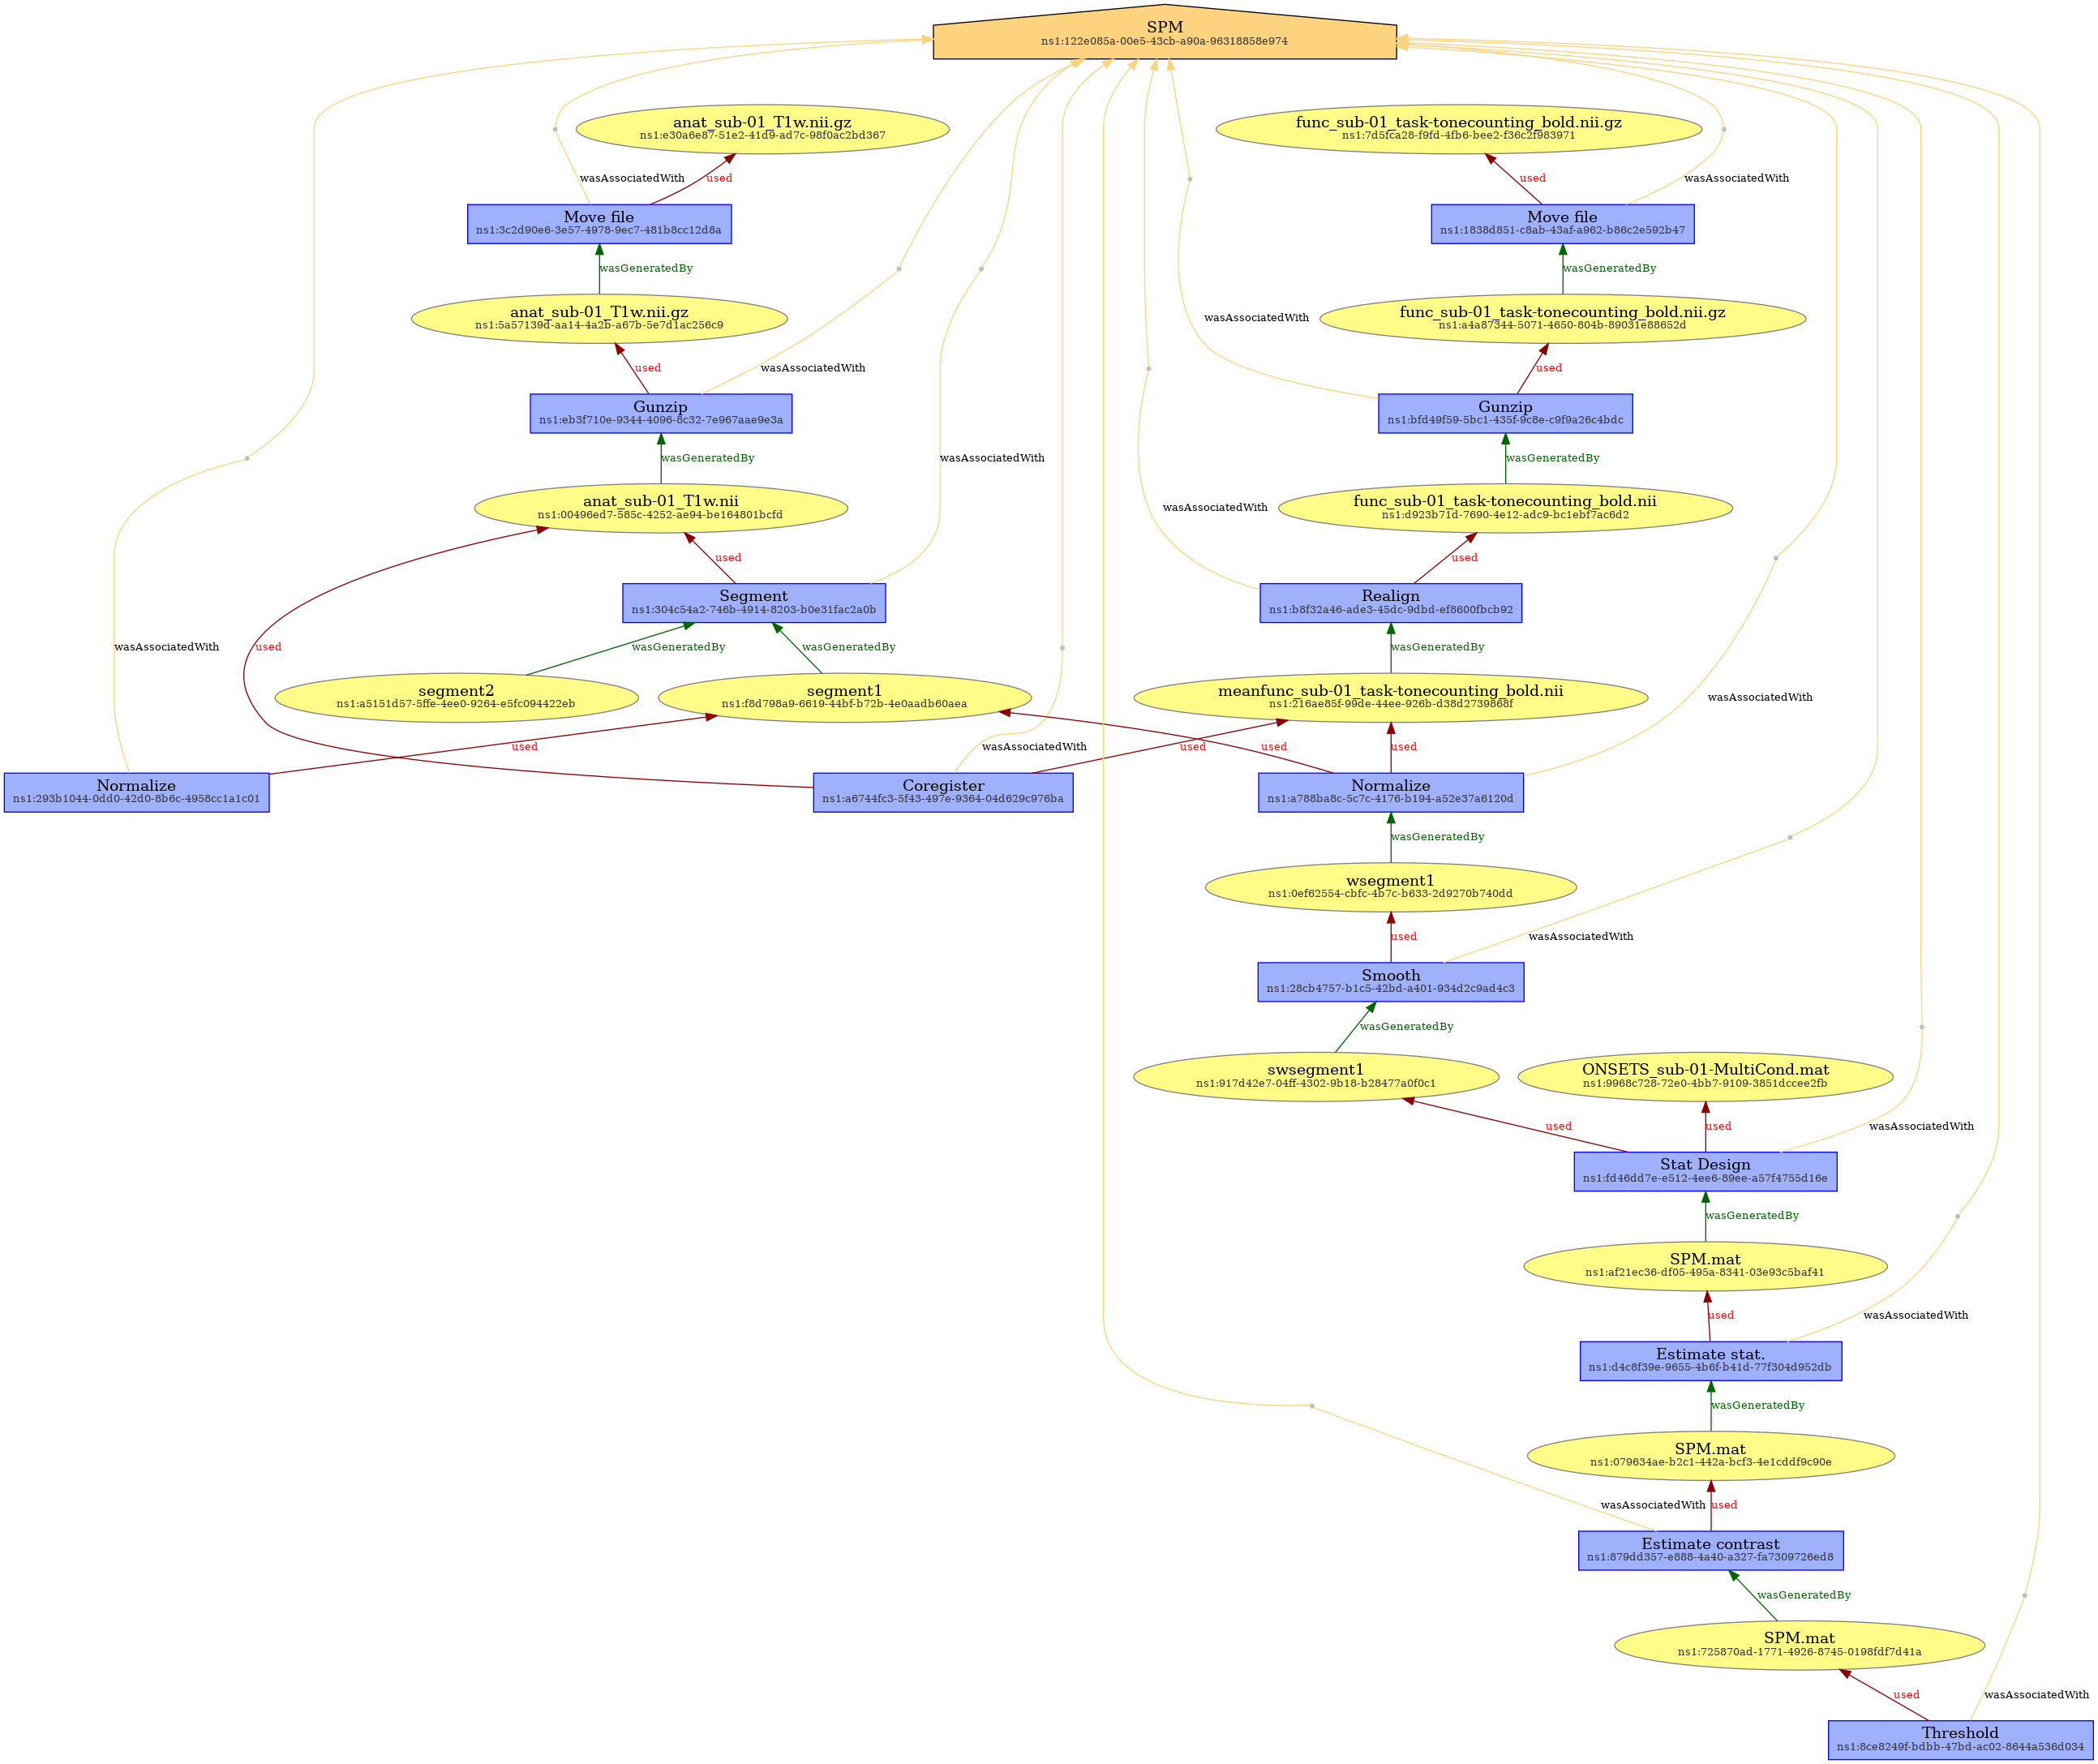 SPM
ns1:122e085a-00e5-43cb-a90a-96318858e974
anat_sub-01_T1w.nii.gz
ns1:e30a6e87-51e2-41d9-ad7c-98f0ac2bd367
func_sub-01_task-tonecounting_bold.nii.gz
ns1:7d5fca28-f9fd-4fb6-bee2-f36c2f983971
wasAssociatedWith
used
used
wasAssociatedWith
Move file
ns1:3c2d90e6-3e57-4978-9ec7-481b8cc12d8a
Move file
ns1:1838d851-c8ab-43af-a962-b86c2e592b47
wasGeneratedBy
wasGeneratedBy
anat_sub-01_T1w.nii.gz
ns1:5a57139d-aa14-4a2b-a67b-5e7d1ac256c9
wasAssociatedWith
func_sub-01_task-tonecounting_bold.nii.gz
ns1:a4a87344-5071-4650-804b-89031e88652d
used
wasAssociatedWith
used
Gunzip
ns1:eb3f710e-9344-4096-8c32-7e967aae9e3a
Gunzip
ns1:bfd49f59-5bc1-435f-9c8e-c9f9a26c4bdc
wasGeneratedBy
wasAssociatedWith
wasGeneratedBy
anat_sub-01_T1w.nii
ns1:00496ed7-585c-4252-ae94-be164801bcfd
wasAssociatedWith
func_sub-01_task-tonecounting_bold.nii
ns1:d923b71d-7690-4e12-adc9-bc1ebf7ac6d2
used
used
Segment
ns1:304c54a2-746b-4914-8203-b0e31fac2a0b
Realign
ns1:b8f32a46-ade3-45dc-9dbd-ef8600fbcb92
wasAssociatedWith
used
wasGeneratedBy
wasGeneratedBy
wasGeneratedBy
segment2
ns1:a5151d57-5ffe-4ee0-9264-e5fc094422eb
segment1
ns1:f8d798a9-6619-44bf-b72b-4e0aadb60aea
meanfunc_sub-01_task-tonecounting_bold.nii
ns1:216ae85f-99de-44ee-926b-d38d2739868f
wasAssociatedWith
used
wasAssociatedWith
used
used
used
Normalize
ns1:293b1044-0dd0-42d0-8b6c-4958cc1a1c01
Coregister
ns1:a6744fc3-5f43-497e-9364-04d629c976ba
Normalize
ns1:a788ba8c-5c7c-4176-b194-a52e37a6120d
wasGeneratedBy
wsegment1
ns1:0ef62554-cbfc-4b7c-b633-2d9270b740dd
used
wasAssociatedWith
Smooth
ns1:28cb4757-b1c5-42bd-a401-934d2c9ad4c3
wasGeneratedBy
swsegment1
ns1:917d42e7-04ff-4302-9b18-b28477a0f0c1
ONSETS_sub-01-MultiCond.mat
ns1:9968c728-72e0-4bb7-9109-3851dccee2fb
used
used
wasAssociatedWith
Stat Design
ns1:fd46dd7e-e512-4ee6-89ee-a57f4755d16e
wasGeneratedBy
SPM.mat
ns1:af21ec36-df05-495a-8341-03e93c5baf41
used
wasAssociatedWith
Estimate stat.
ns1:d4c8f39e-9655-4b6f-b41d-77f304d952db
wasGeneratedBy
SPM.mat
ns1:079634ae-b2c1-442a-bcf3-4e1cddf9c90e
wasAssociatedWith
used
Estimate contrast
ns1:879dd357-e888-4a40-a327-fa7309726ed8
wasGeneratedBy
SPM.mat
ns1:725870ad-1771-4926-8745-0198fdf7d41a
used
wasAssociatedWith
Threshold
ns1:8ce8249f-bdbb-47bd-ac02-8644a536d034